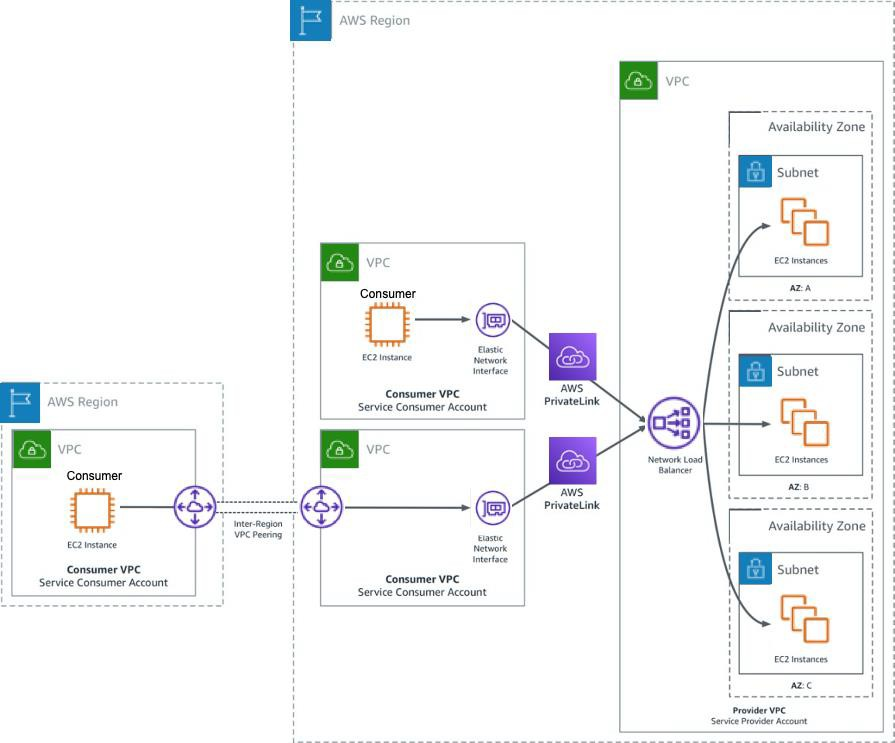 AWS Region
VPC
Availability Zone
Subnet
EC2 Instances
AZ: A
VPC
Consumer
EC2 Instance
Elastic
Network
Interface
Consumer VPC
Service Consumer Account
AWS
PrivateLink
Availability Zone
Subnet
EC2 Instances
AZ: B
Network Load
Balancer
AWS Region
VPC
Consumer
EC2 Instance
Consumer VPC
Service Consumer Account
Inter-Region
VPC Peering
VPC
Elastic
Network
Interface
Consumer VPC
Service Consumer Account
AWS
PrivateLink
Availability Zone
Subnet
EC2 Instances
AZ: C
Provider VPC
Service Provider Account